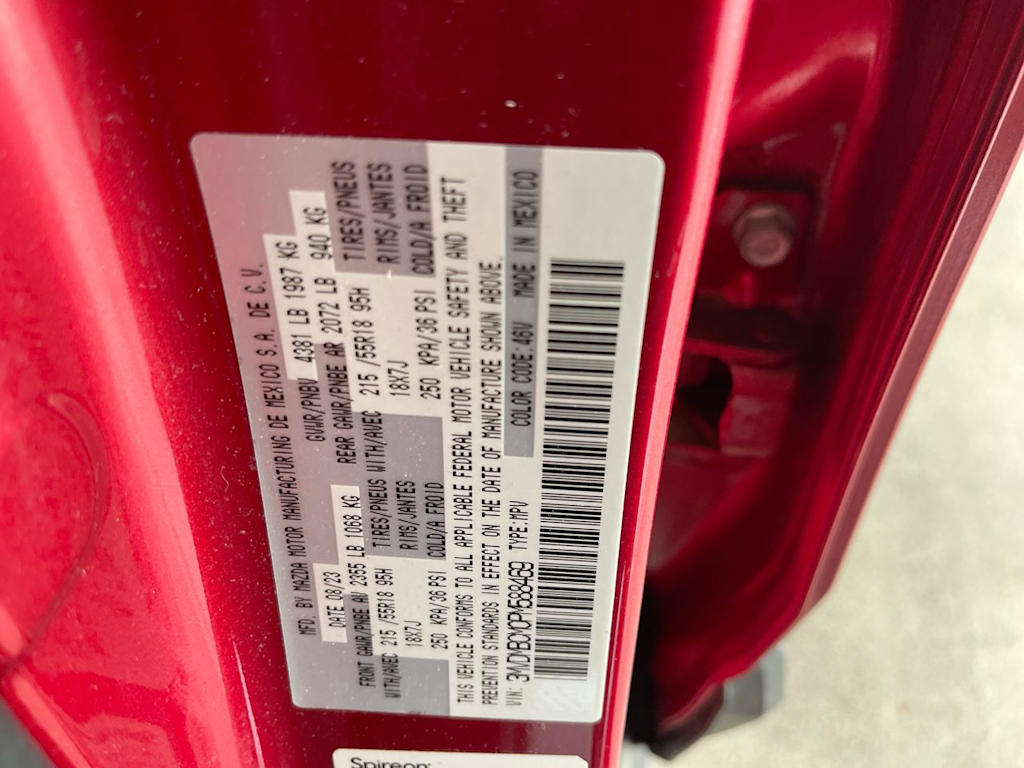 MFD. BY MAZDA MOTOR MANUFACTURING DE MEXICO S.A. DE C.V.
DATE 08/23 GVWR/PNBV 4381 LB 1987 KG
FRONT GAWR/PNBE AV 2355 LB 1068 KG REAR GAWR/PNBE AR 2072 LB 940 KG
WITH/AVEC 215 /55R18 95H TIRES/PNEUS WITH/AVEC 215 /55R18 95H TIRES/PNEUS
18X7J RIMS/JANTES 18X7J RIMS/JANTES
250 KPA/36 PSI COLD/A FROID 250 KPA/36 PSI COLD/A FROID
THIS VEHICLE CONFORMS TO ALL APPLICABLE FEDERAL MOTOR VEHICLE SAFETY AND THEFT
PREVENTION STANDARDS IN EFFECT ON THE DATE OF MANUFACTURE SHOWN ABOVE.
VIN: TYPE:MPV COLOR CODE:46V MADE IN MEXICO
Spireon